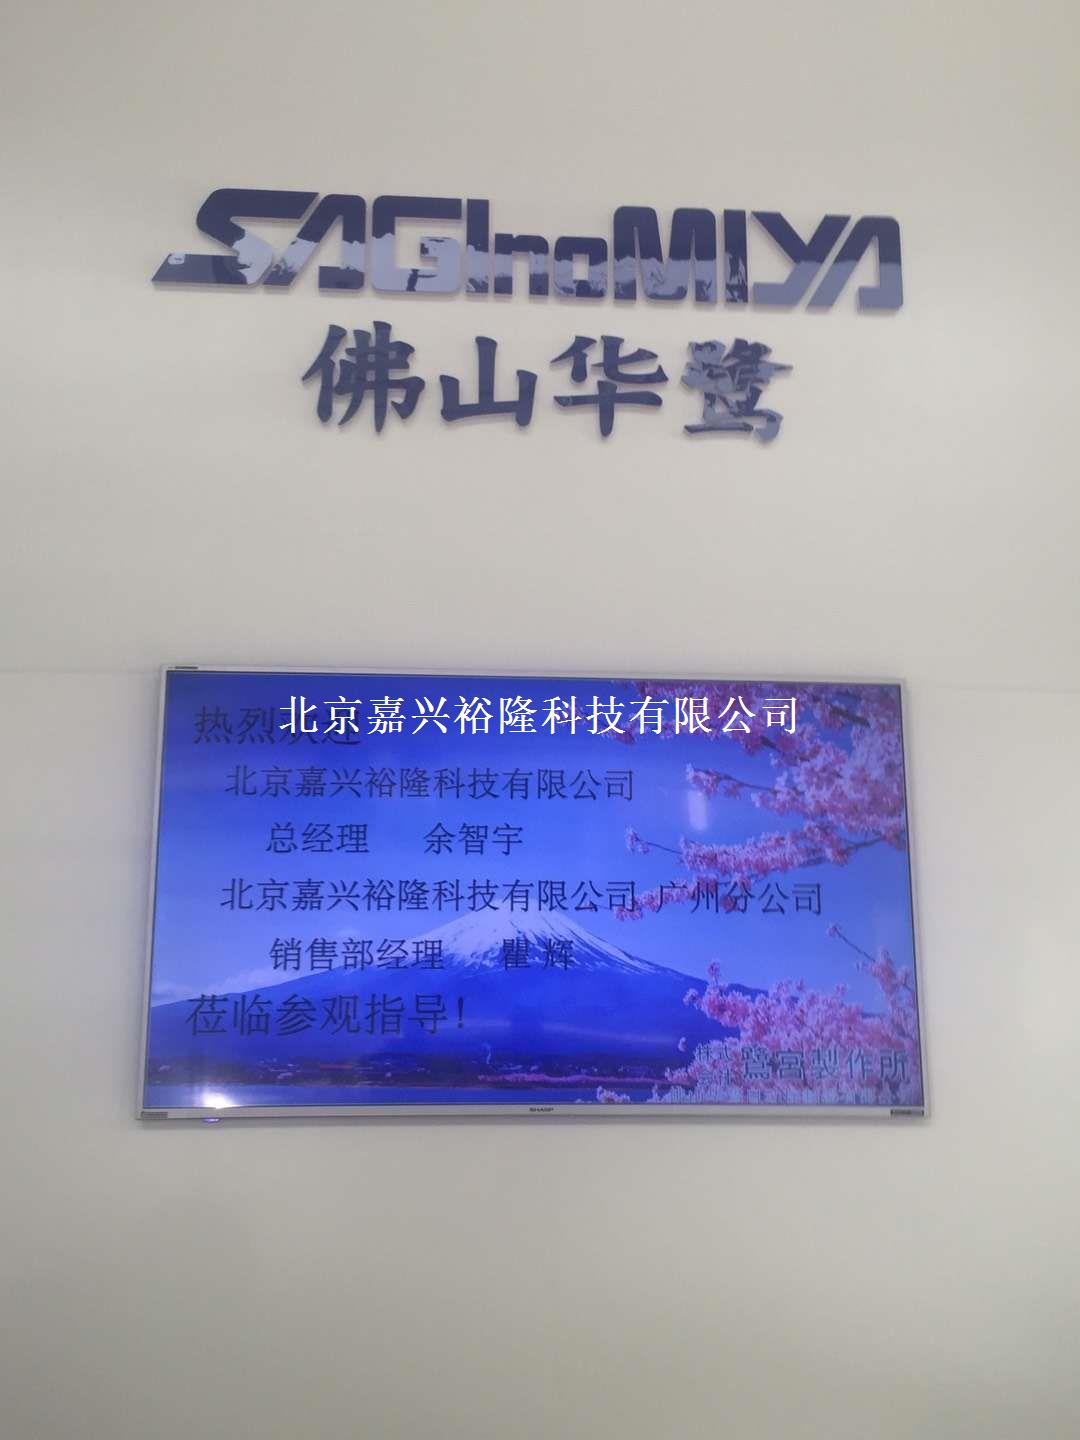 SAGInoMIYA
佛山华鹭
北京嘉兴裕隆科技有限公司
热烈欢迎
北京嘉兴裕隆科技有限公司
总经理 余智宇
北京嘉兴裕隆科技有限公司 广州分公司
销售部经理 瞿 辉
莅临参观指导!
株式会社 鷺宮製作所
SHARP